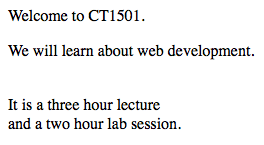 Welcome to CT1501.
We will learn about web development.
It is a three hour lecture
and a two hour lab session.